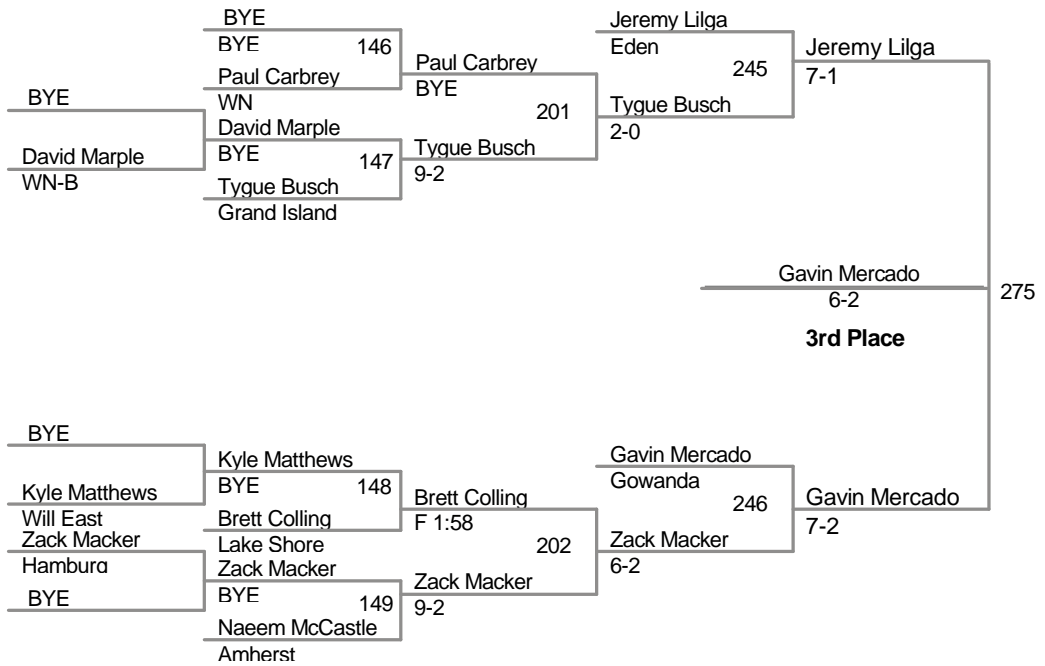 BYE
BYE
146
Paul Carbrey
WN
BYE
David Marple
WN-B
David Marple
BYE
147
Tygue Busch
Grand Island
Paul Carbrey
BYE
201
Tygue Busch
9-2
Jeremy Lilga
Eden
245
Tygue Busch
2-0
Jeremy Lilga
7-1
Gavin Mercado
6-2
275
3rd Place
BYE
Kyle Matthews
Will East
Zack Macker
Hamburg
BYE
Kyle Matthews
BYE
148
Brett Colling
Lake Shore
Zack Macker
BYE
149
Naeem McCastle
Amherst
Brett Colling
F 1:58
202
Zack Macker
9-2
Gavin Mercado
Gowanda
246
Zack Macker
6-2
Gavin Mercado
7-2